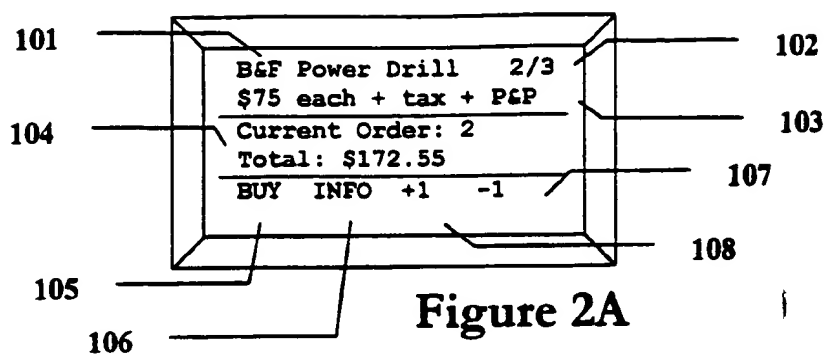 101
102
B&F Power Drill 2/3
$75 each + tax + P&P
103
104
Current Order: 2
Total: $172.55
107
BUY INFO +1 -1
108
105
106
Figure 2A